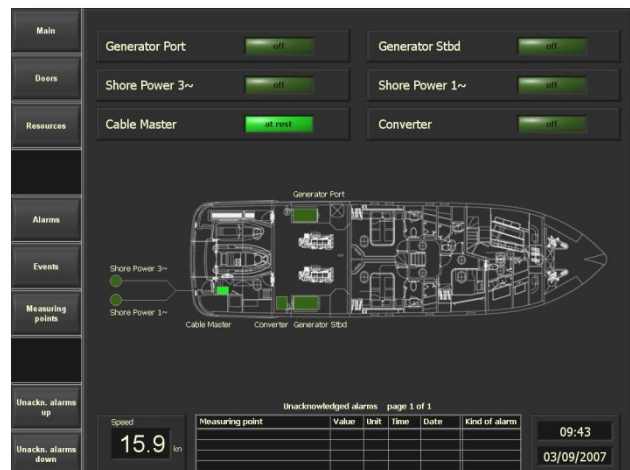 Main
Doors
Resources
Alarms
Events
Measuring
points
Unackn. alarms
up
Unackn. alarms
down
Generator Port
off
Generator Stbd
off
Shore Power 3~
off
Shore Power 1~
off
Cable Master
at rest
Converter
off
Generator Port
Shore Power 3~
Shore Power 1~
Cable Master
Converter
Generator Stbd
Unacknowledged alarms page 1 of 1
Speed
15.9 kn
Measuring point Value Unit Time Date Kind of alarm
09:43
03/09/2007